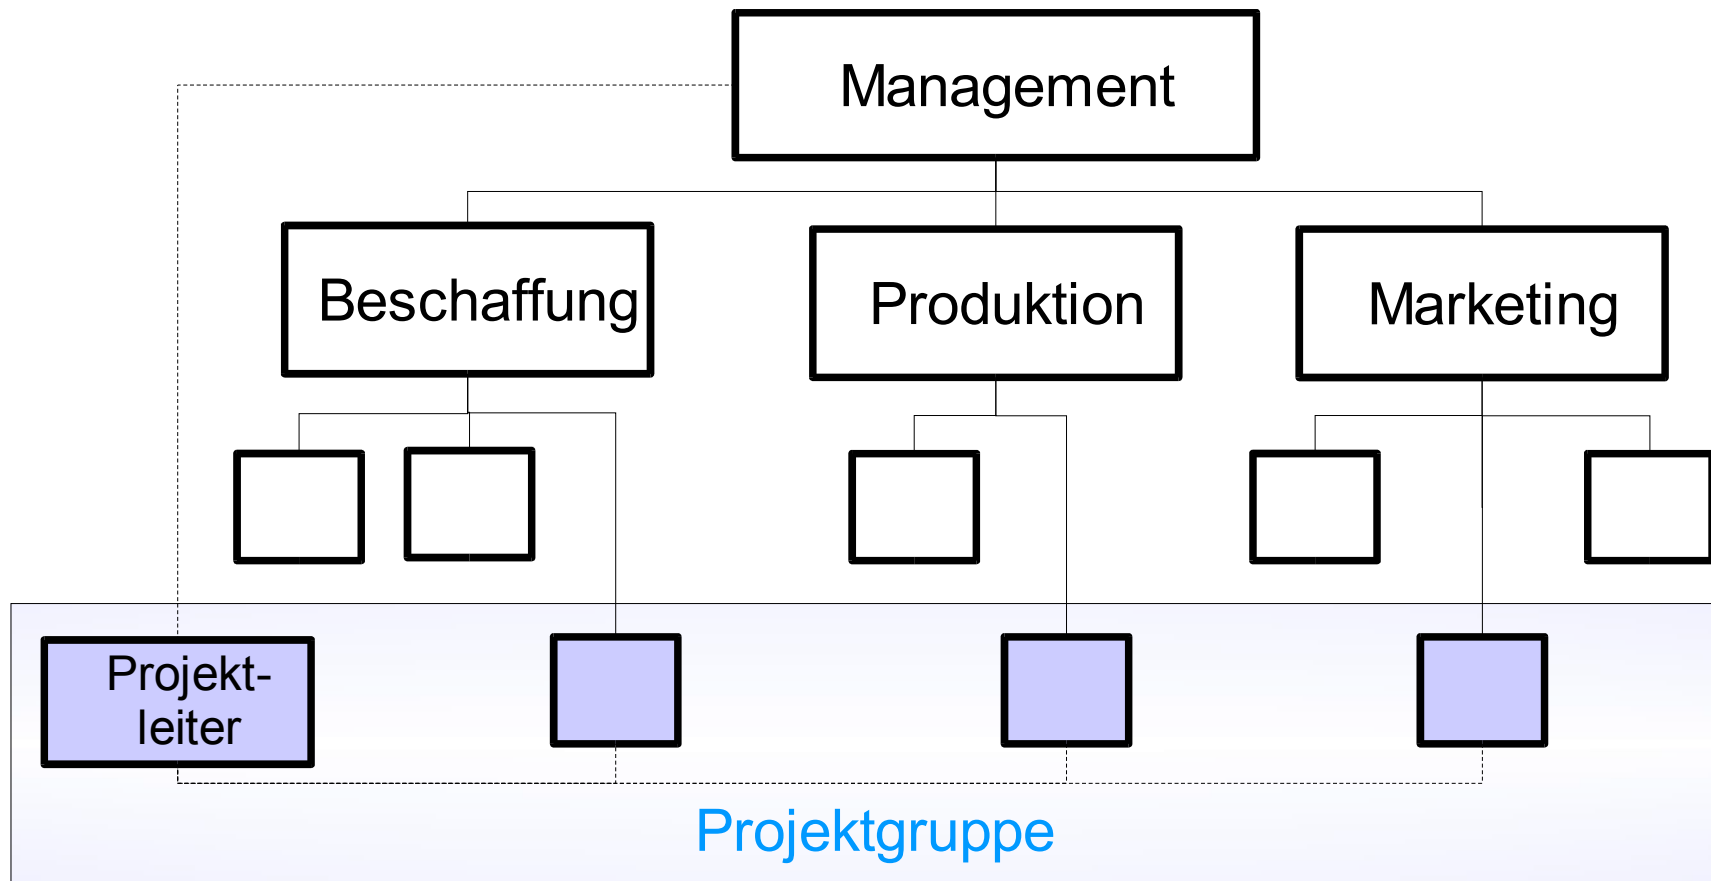 Management
Beschaffung
Produktion
Marketing
Projekt-
leiter
Projektgruppe